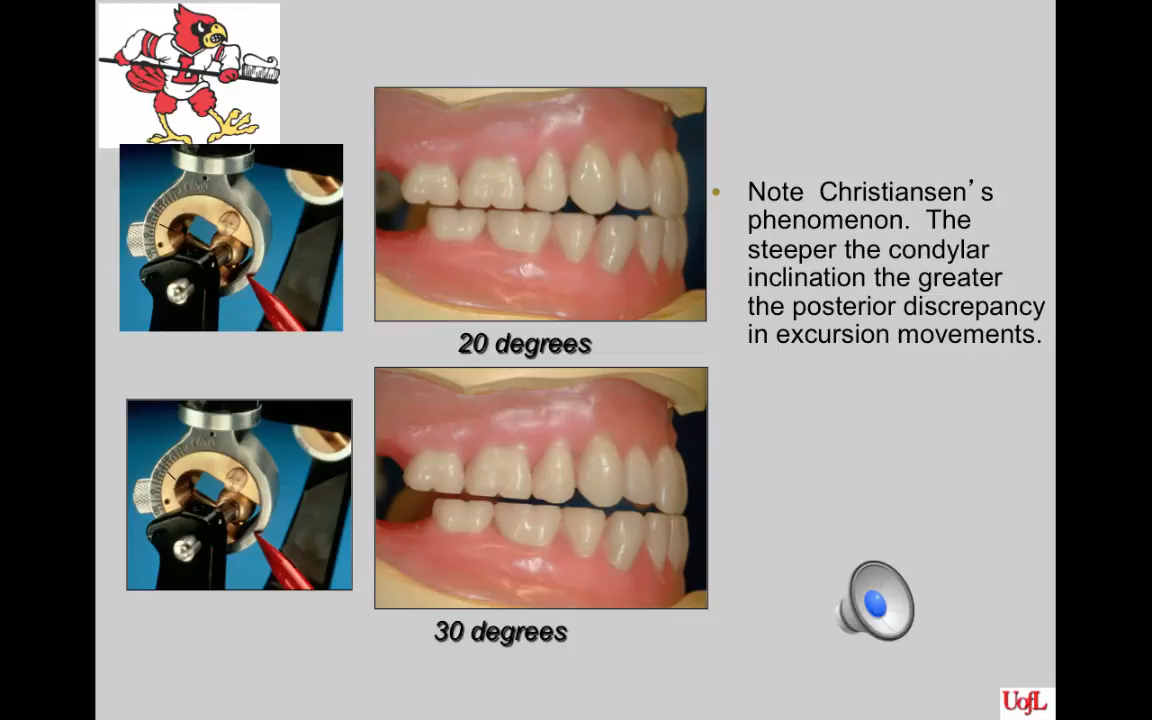 Note Christiansen’s
phenomenon. The
steeper the condylar
inclination the greater
the posterior discrepancy
in excursion movements.
20 degrees
30 degrees
UofL